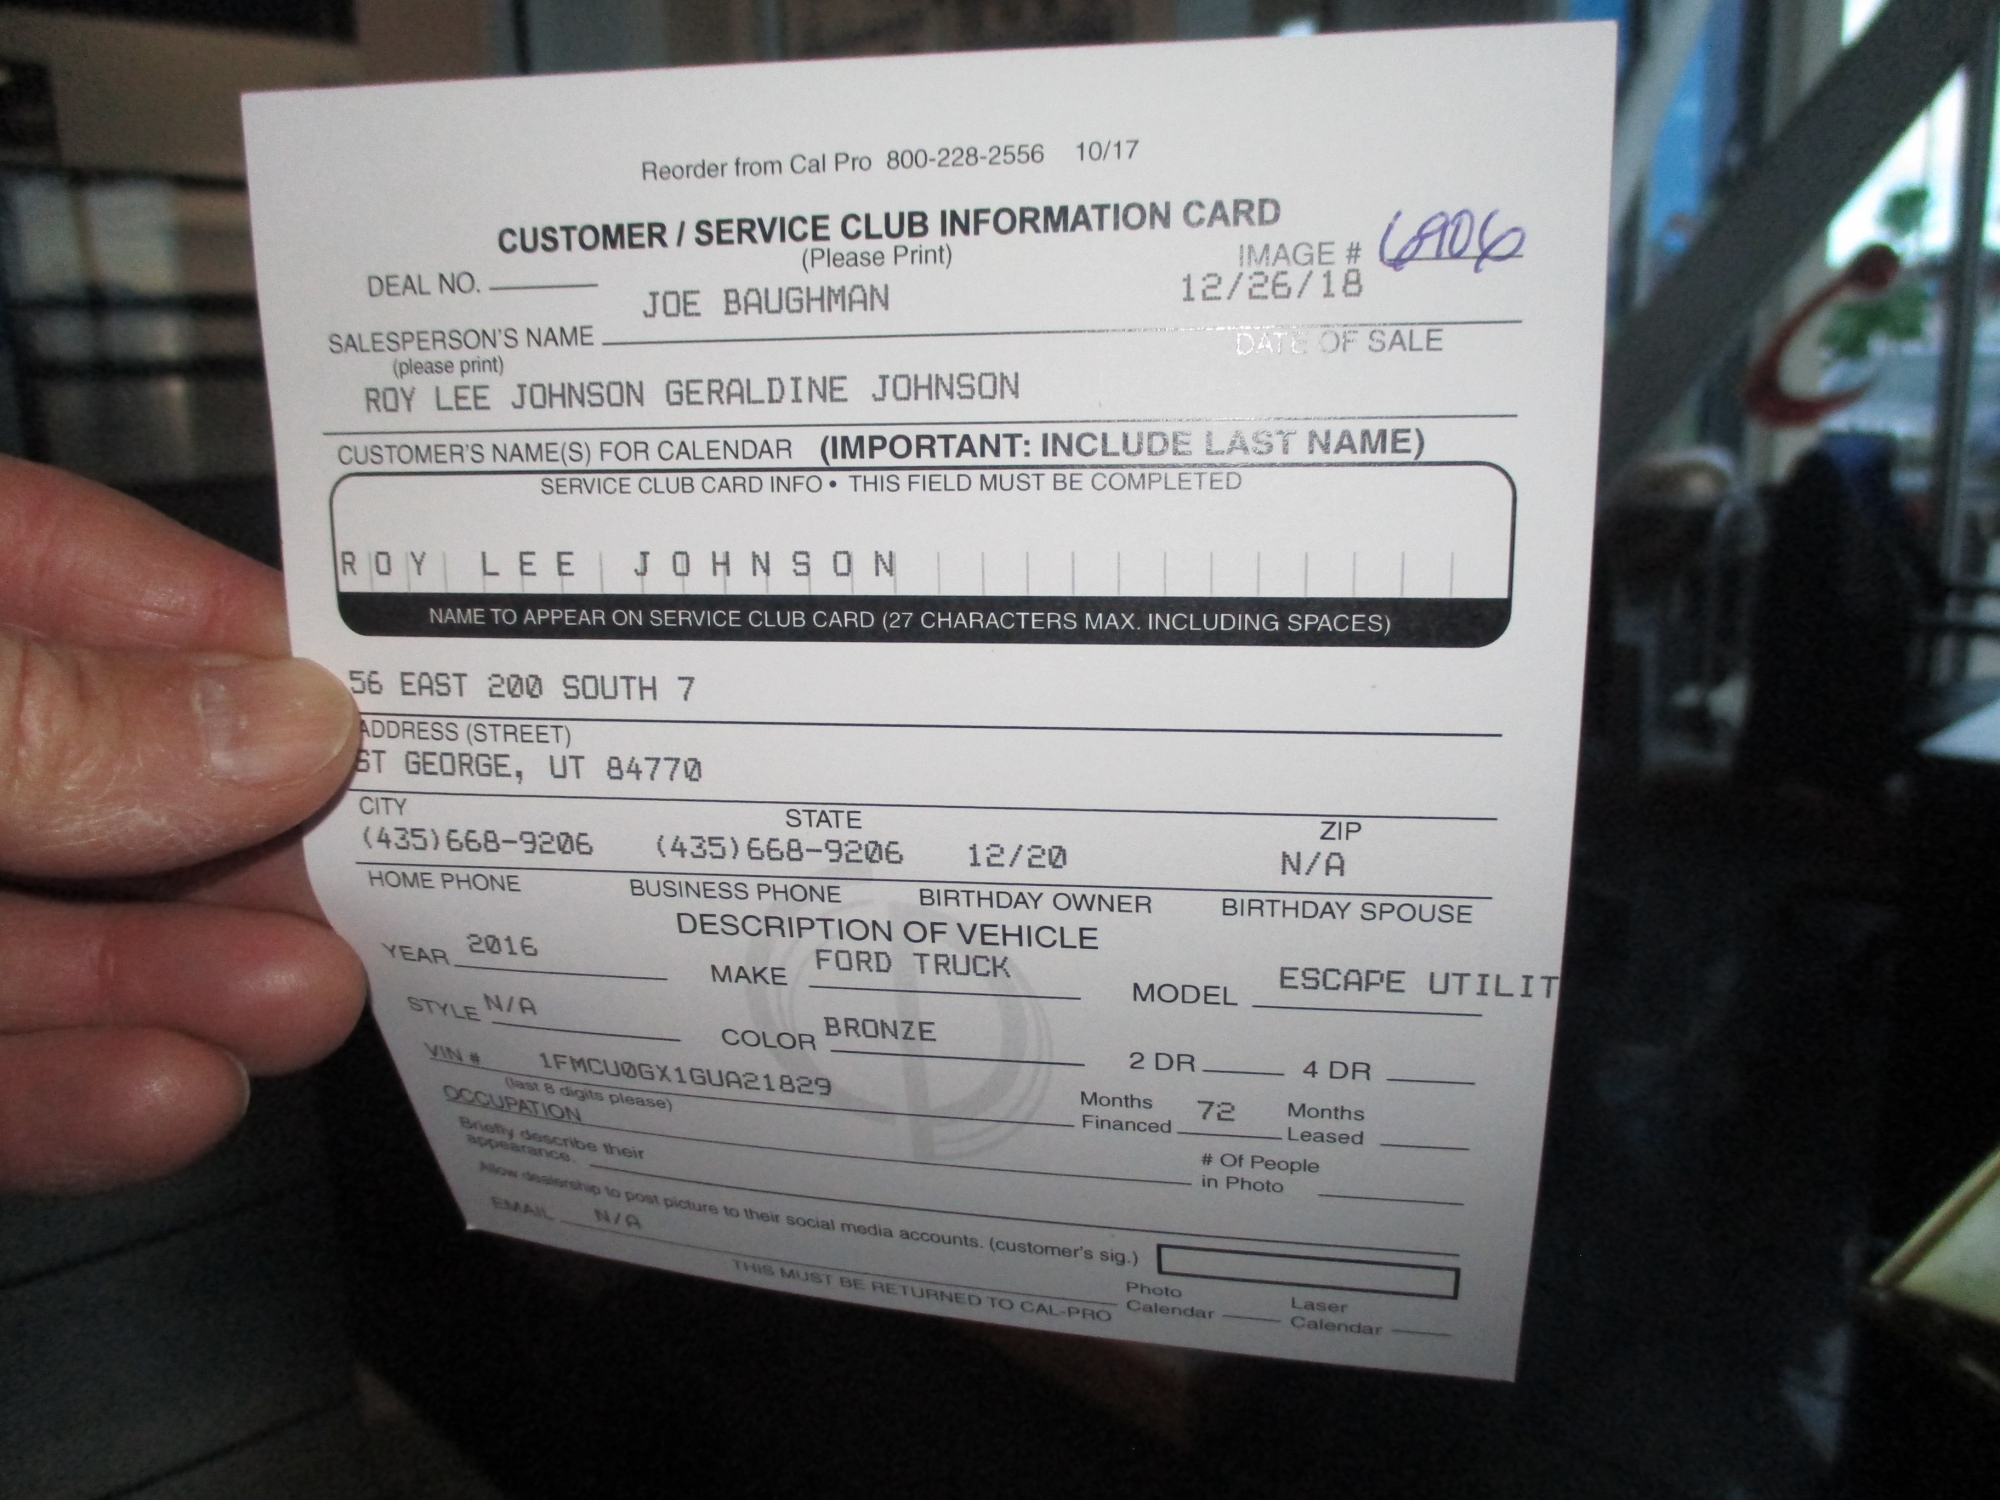 Reorder from Cal Pro 800-228-2556 10/17
CUSTOMER / SERVICE CLUB INFORMATION CARD
(Please Print)
IMAGE # 6906
DEAL NO.
JOE BAUGHMAN 12/26/18
SALESPERSON'S NAME DATE OF SALE
(please print)
ROY LEE JOHNSON GERALDINE JOHNSON
CUSTOMER'S NAME(S) FOR CALENDAR (IMPORTANT: INCLUDE LAST NAME)
SERVICE CLUB CARD INFO • THIS FIELD MUST BE COMPLETED
ROY LEE JOHNSON
NAME TO APPEAR ON SERVICE CLUB CARD (27 CHARACTERS MAX. INCLUDING SPACES)
56 EAST 200 SOUTH 7
ADDRESS (STREET)
ST GEORGE, UT 84770
CITY STATE ZIP
(435)668-9206 (435)668-9206 12/20 N/A
HOME PHONE BUSINESS PHONE BIRTHDAY OWNER BIRTHDAY SPOUSE
DESCRIPTION OF VEHICLE
YEAR 2016 MAKE FORD TRUCK MODEL ESCAPE UTILIT
STYLE N/A COLOR BRONZE 2 DR 4 DR
VIN # 1FMCU0GX1GUA21829
(last 8 digits please)
Months Financed 72 Months Leased
OCCUPATION
Briefly describe their appearance.
# Of People in Photo
Allow dealership to post picture to their social media accounts. (customer's sig.)
EMAIL N/A
THIS MUST BE RETURNED TO CAL-PRO
Photo Calendar Laser Calendar